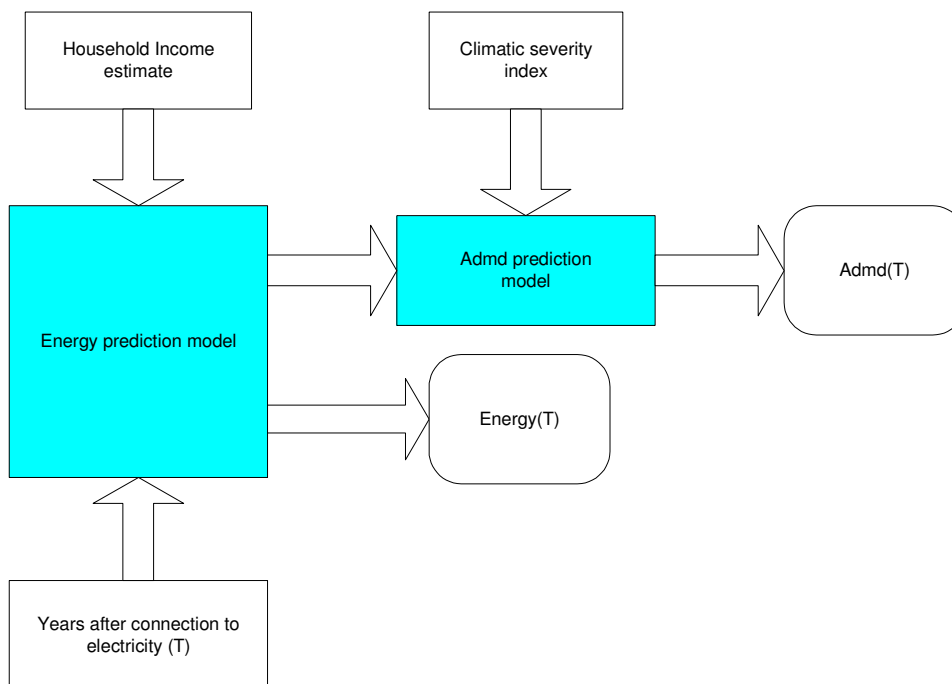 Household Income
estimate
Climatic severity
index
Energy prediction model
Admd prediction
model
Admd(T)
Energy(T)
Years after connection to
electricity (T)